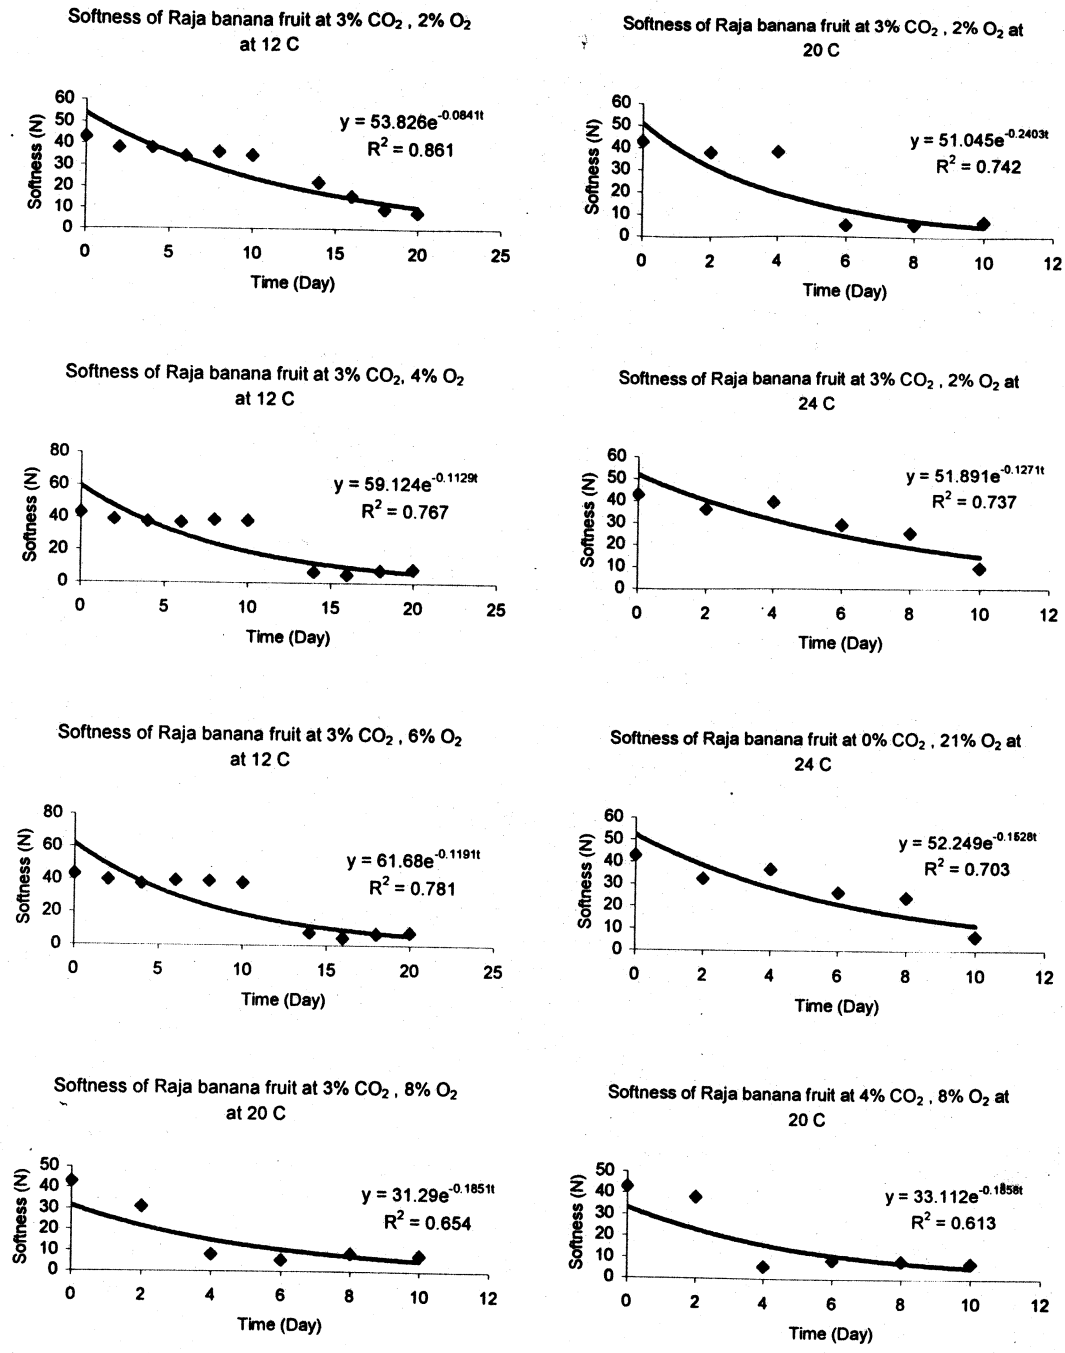 Softness of Raja banana fruit at 3% CO₂ , 2% O₂
at 12 C
60
50
40
30
20
10
0
Softness (N)
y = 53.826e^-0.0841t
R² = 0.861
0 5 10 15 20 25
Time (Day)
Softness of Raja banana fruit at 3% CO₂ , 2% O₂ at
20 C
60
50
40
30
20
10
0
Softness (N)
y = 51.045e^-0.2403t
R² = 0.742
0 2 4 6 8 10 12
Time (Day)
Softness of Raja banana fruit at 3% CO₂, 4% O₂
at 12 C
80
60
40
20
0
Softness (N)
y = 59.124e^-0.1129t
R² = 0.767
0 5 10 15 20 25
Time (Day)
Softness of Raja banana fruit at 3% CO₂ , 2% O₂ at
24 C
60
50
40
30
20
10
0
Softness (N)
y = 51.891e^-0.1271t
R² = 0.737
0 2 4 6 8 10 12
Time (Day)
Softness of Raja banana fruit at 3% CO₂ , 6% O₂
at 12 C
80
60
40
20
0
Softness (N)
y = 61.68e^-0.1191t
R² = 0.781
0 5 10 15 20 25
Time (Day)
Softness of Raja banana fruit at 0% CO₂ , 21% O₂ at
24 C
60
50
40
30
20
10
0
Softness (N)
y = 52.249e^-0.1528t
R² = 0.703
0 2 4 6 8 10 12
Time (Day)
Softness of Raja banana fruit at 3% CO₂ , 8% O₂
at 20 C
50
40
30
20
10
0
Softness (N)
y = 31.29e^-0.1851t
R² = 0.654
0 2 4 6 8 10 12
Time (Day)
Softness of Raja banana fruit at 4% CO₂ , 8% O₂ at
20 C
50
40
30
20
10
0
Softness (N)
y = 33.112e^-0.1858t
R² = 0.613
0 2 4 6 8 10 12
Time (Day)